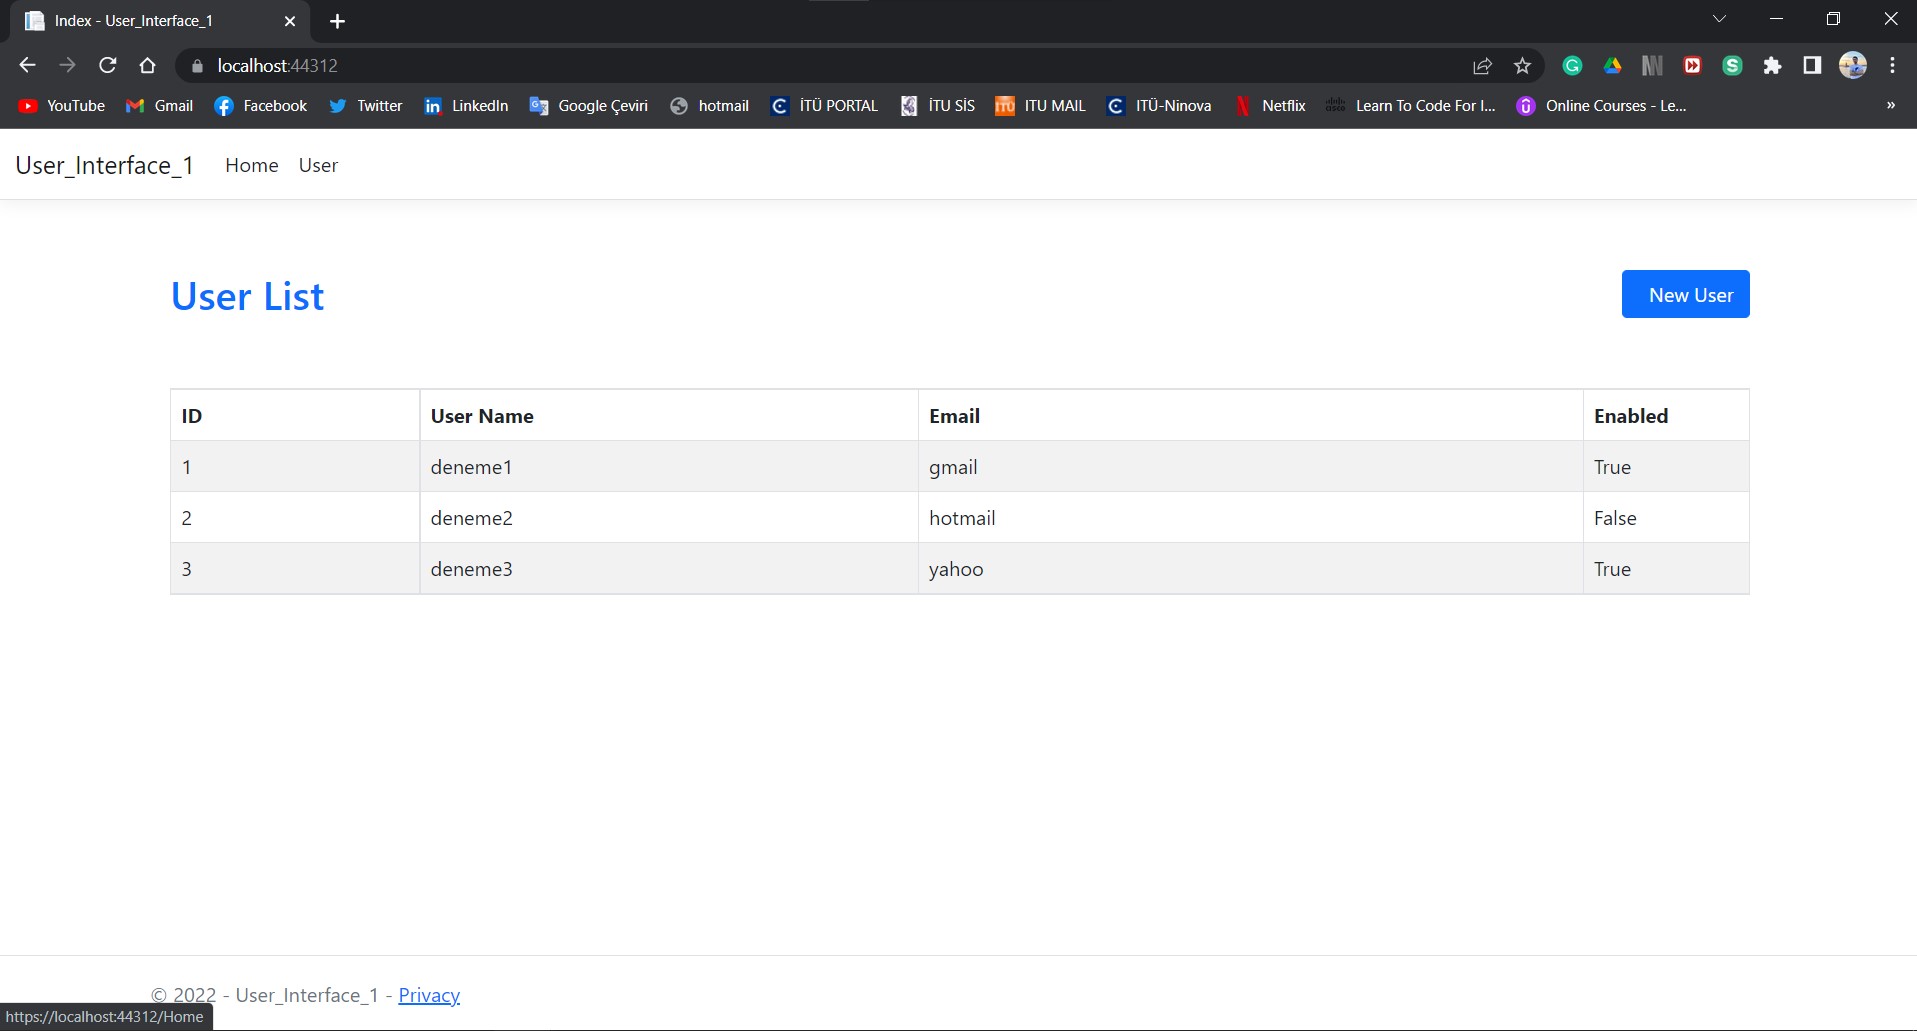 Index - User_Interface_1
localhost:44312
YouTube Gmail Facebook Twitter LinkedIn Google Çeviri hotmail İTÜ PORTAL İTU SİS ITU MAIL ITÜ-Ninova Netflix Learn To Code For I... Online Courses - Le... »
User_Interface_1 Home User
User List New User
ID User Name Email Enabled
1 deneme1 gmail True
2 deneme2 hotmail False
3 deneme3 yahoo True
© 2022 - User_Interface_1 - Privacy
https://localhost:44312/Home